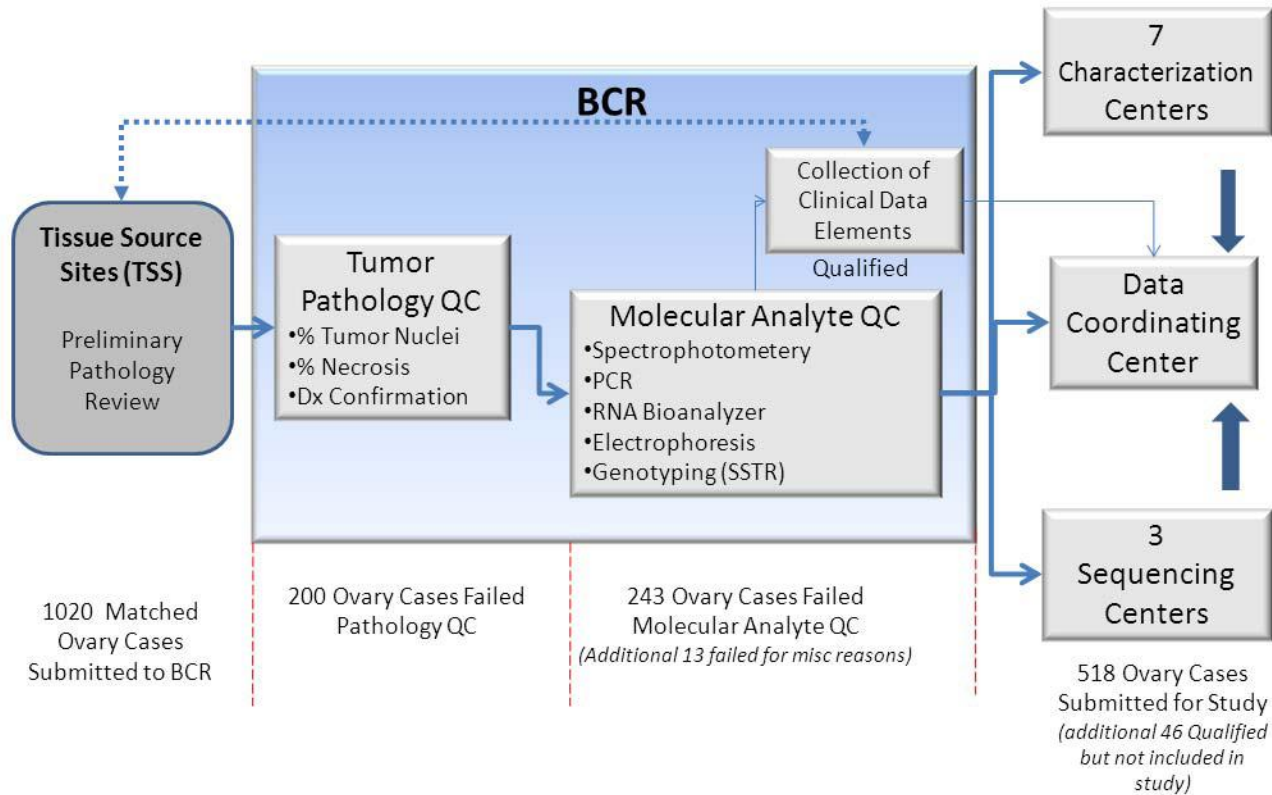 BCR
Tissue Source
Sites (TSS)
Preliminary
Pathology
Review
Tumor
Pathology QC
•% Tumor Nuclei
•% Necrosis
•Dx Confirmation
Collection of
Clinical Data
Elements
Qualified
Molecular Analyte QC
•Spectrophotometery
•PCR
•RNA Bioanalyzer
•Electrophoresis
•Genotyping (SSTR)
7
Characterization
Centers
Data
Coordinating
Center
3
Sequencing
Centers
1020 Matched
Ovary Cases
Submitted to BCR
200 Ovary Cases Failed
Pathology QC
243 Ovary Cases Failed
Molecular Analyte QC
(Additional 13 failed for misc reasons)
518 Ovary Cases
Submitted for Study
(additional 46 Qualified
but not included in
study)